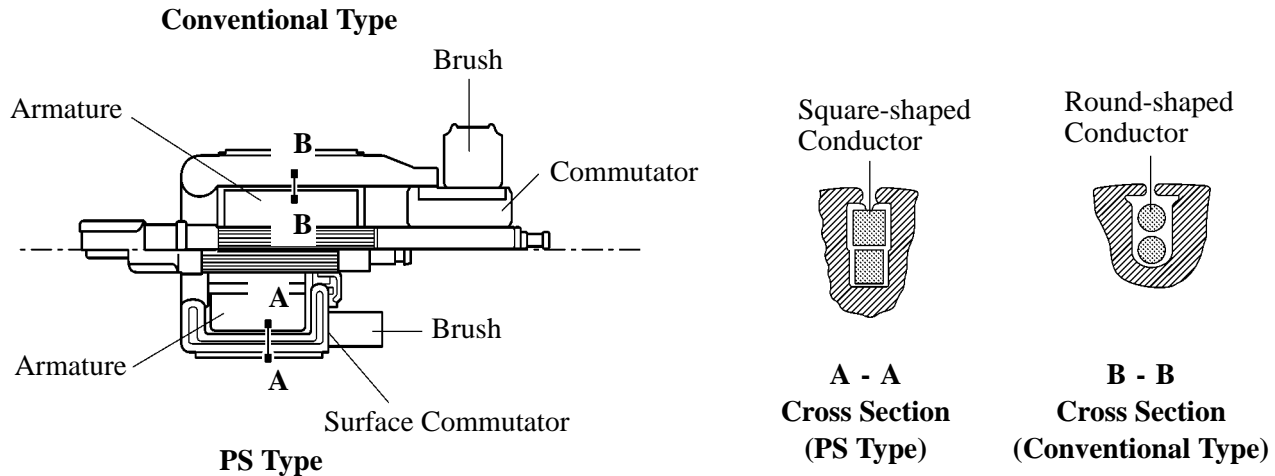 Conventional Type
Brush
Armature
B
Commutator
B
A
Brush
Armature
A
Surface Commutator
PS Type
Square-shaped
Conductor
Round-shaped
Conductor
A - A
Cross Section
(PS Type)
B - B
Cross Section
(Conventional Type)